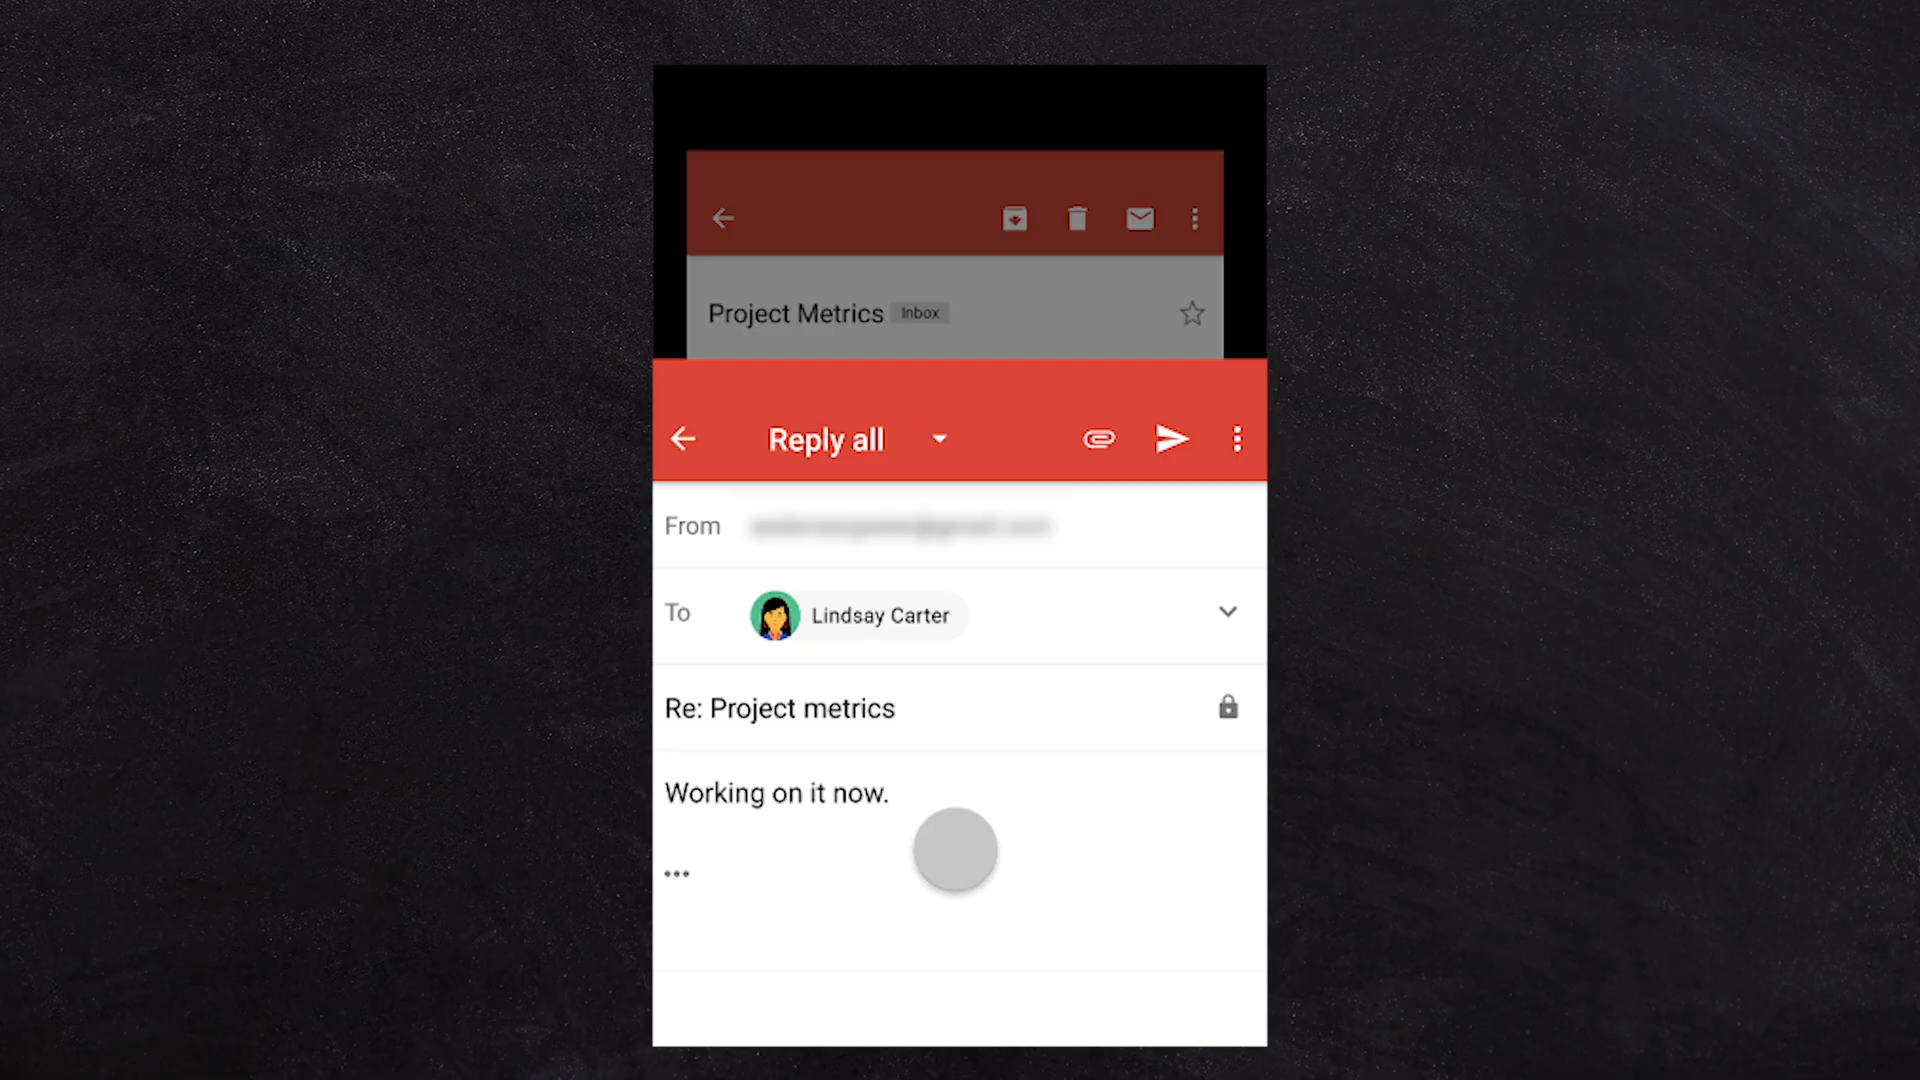 Project Metrics Inbox
Reply all
From
To Lindsay Carter
Re: Project metrics
Working on it now.